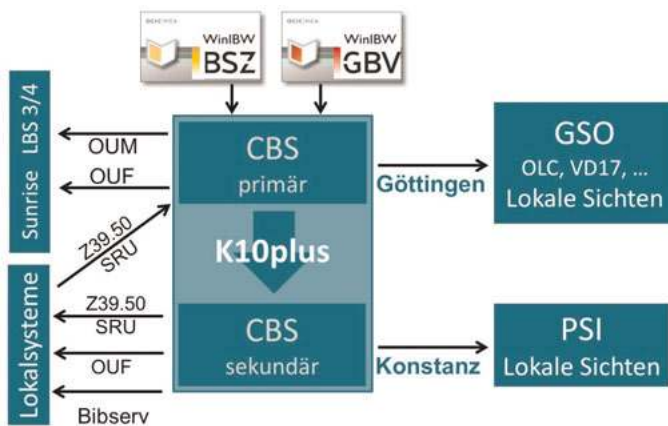 WinIBW
BSZ
WinIBW
GBV
Sunrise LBS 3/4
OUM
OUF
CBS
primär
Göttingen
GSO
OLC, VD17, ...
Lokale Sichten
Z39.50
SRU
K10plus
Lokalsysteme
Z39.50
SRU
OUF
Bibserv
CBS
sekundär
Konstanz
PSI
Lokale Sichten